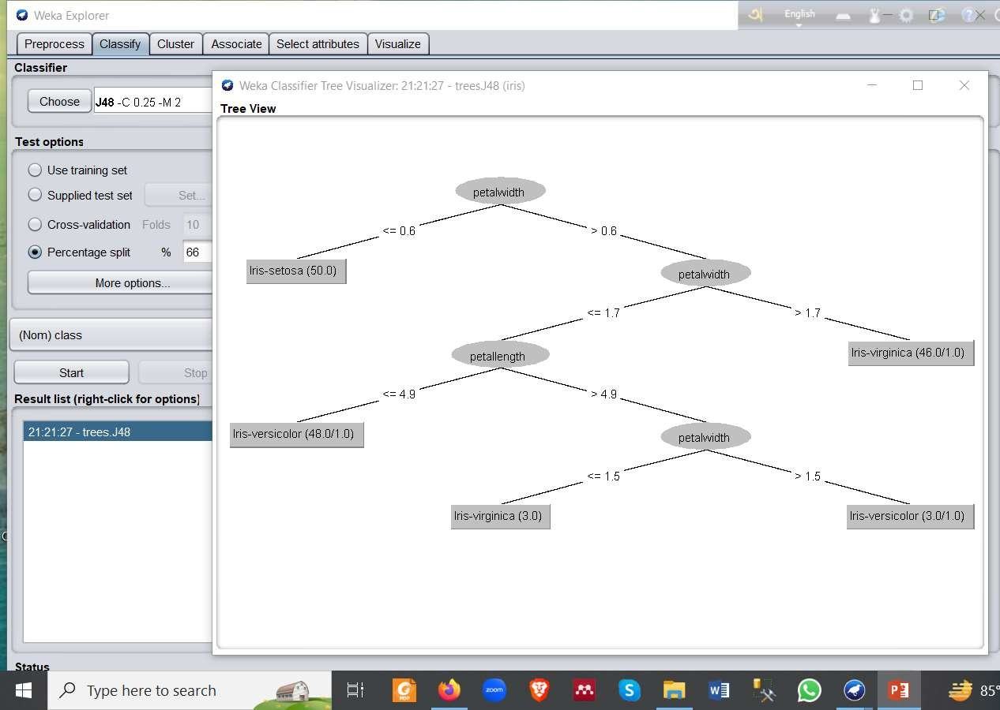 Weka Explorer
English
Preprocess Classify Cluster Associate Select attributes Visualize
Classifier
Choose J48 -C 0.25 -M 2
Weka Classifier Tree Visualizer: 21:21:27 - trees.J48 (iris)
Tree View
Test options
Use training set
Supplied test set Set...
Cross-validation Folds 10
Percentage split % 66
More options...
(Nom) class
Start Stop
Result list (right-click for options)
21:21:27 - trees.J48
Status
petalwidth
<= 0.6 > 0.6
Iris-setosa (50.0) petalwidth
<= 1.7 > 1.7
petallength Iris-virginica (46.0/1.0)
<= 4.9 > 4.9
Iris-versicolor (48.0/1.0) petalwidth
<= 1.5 > 1.5
Iris-virginica (3.0) Iris-versicolor (3.0/1.0)
Type here to search
PDF
zoom
85°